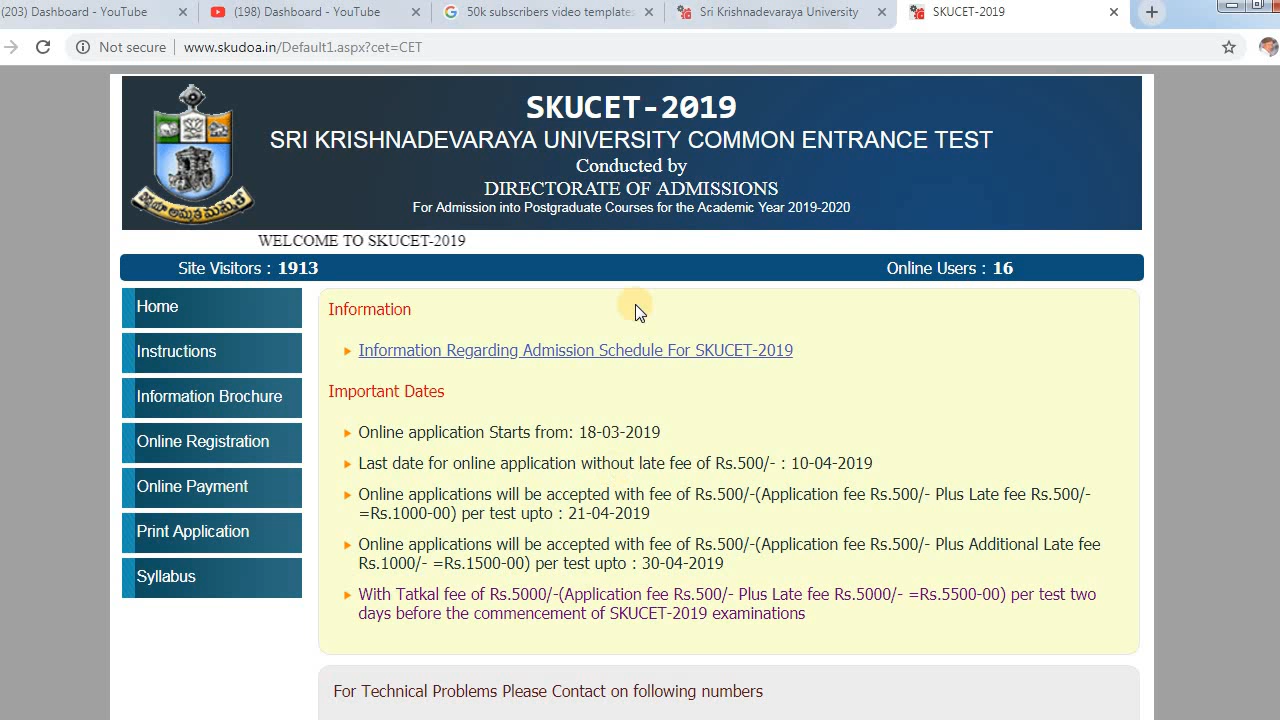 (203) Dashboard - YouTube
(198) Dashboard - YouTube
50k subscribers video templates
Sri Krishnadevaraya University
SKUCET-2019
Not secure
www.skudoa.in/Default1.aspx?cet=CET
SKUCET-2019
SRI KRISHNADEVARAYA UNIVERSITY COMMON ENTRANCE TEST
Conducted by
DIRECTORATE OF ADMISSIONS
For Admission into Postgraduate Courses for the Academic Year 2019-2020
WELCOME TO SKUCET-2019
Site Visitors : 1913
Online Users : 16
Home
Instructions
Information Brochure
Online Registration
Online Payment
Print Application
Syllabus
Information
Information Regarding Admission Schedule For SKUCET-2019
Important Dates
Online application Starts from: 18-03-2019
Last date for online application without late fee of Rs.500/- : 10-04-2019
Online applications will be accepted with fee of Rs.500/-(Application fee Rs.500/- Plus Late fee Rs.500/-
=Rs.1000-00) per test upto : 21-04-2019
Online applications will be accepted with fee of Rs.500/-(Application fee Rs.500/- Plus Additional Late fee
Rs.1000/- =Rs.1500-00) per test upto : 30-04-2019
With Tatkal fee of Rs.5000/-(Application fee Rs.500/- Plus Late fee Rs.5000/- =Rs.5500-00) per test two
days before the commencement of SKUCET-2019 examinations
For Technical Problems Please Contact on following numbers